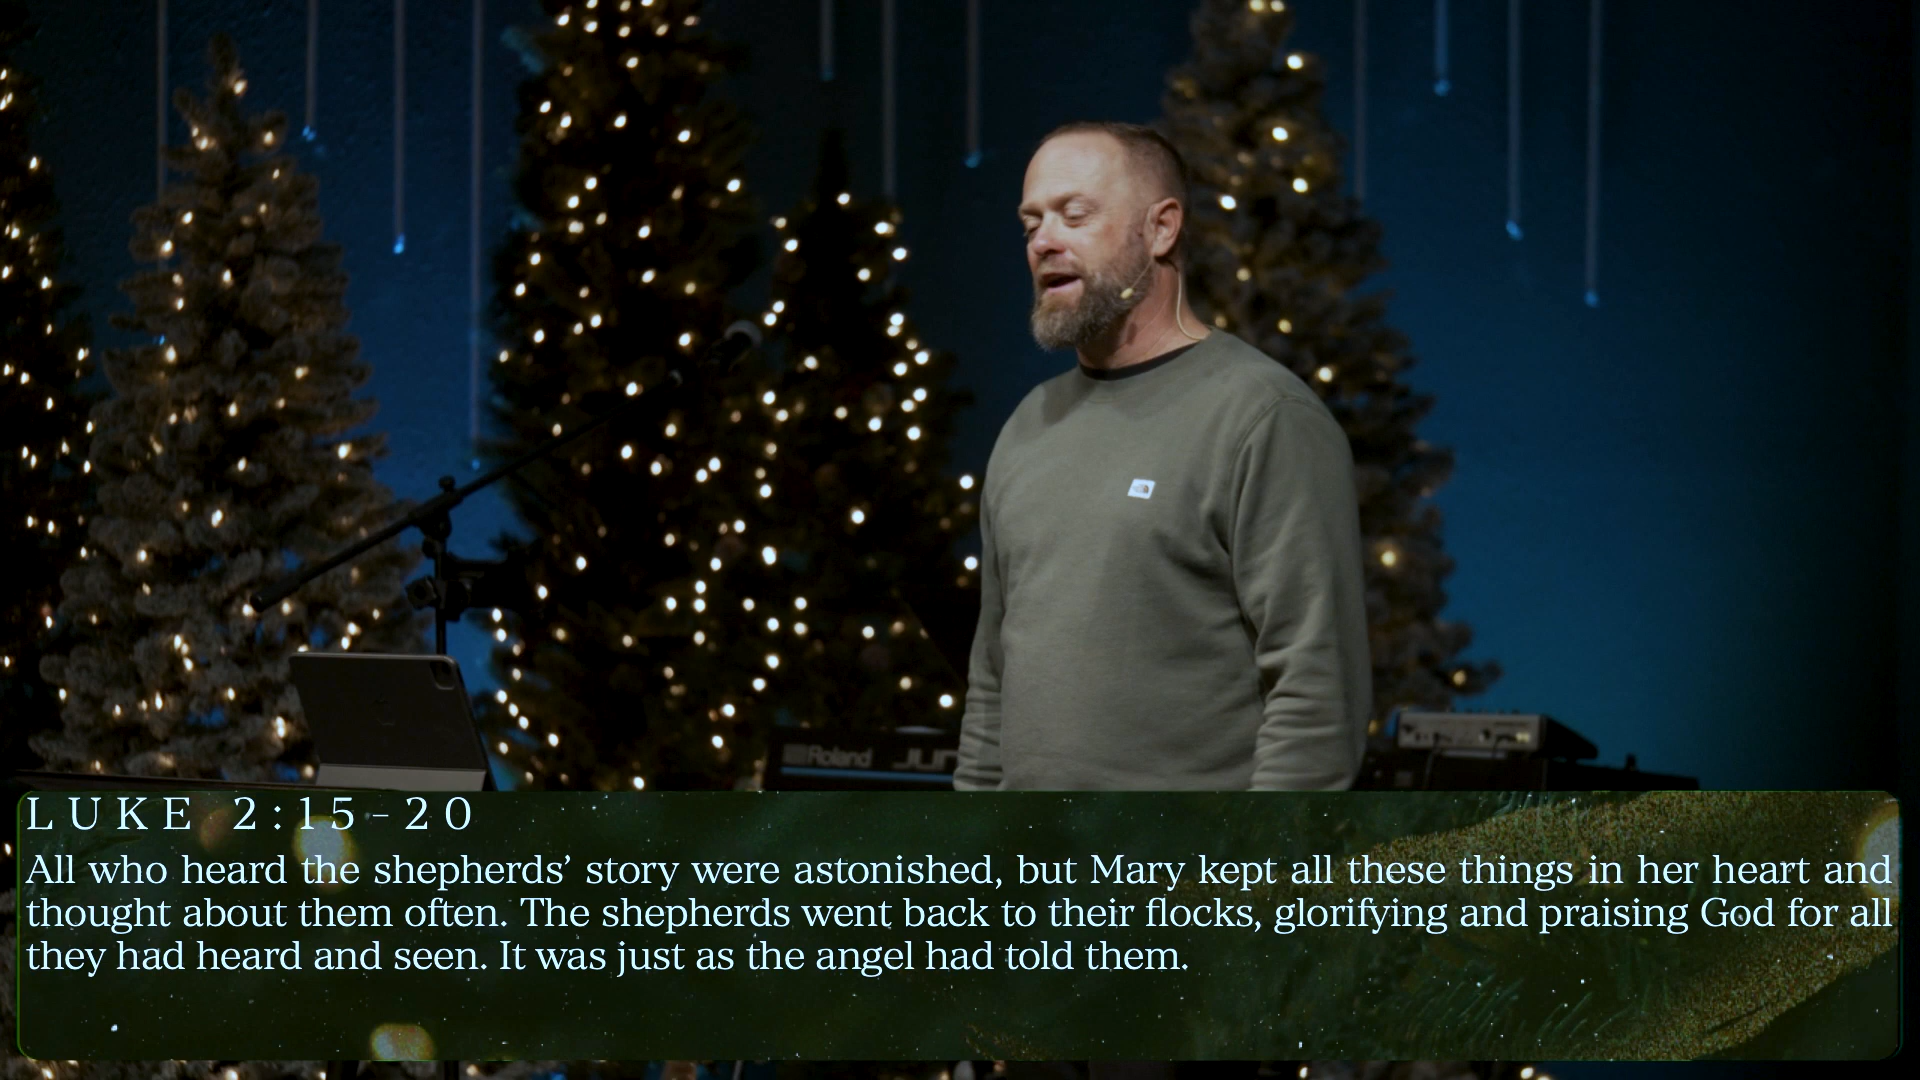 Roland JUN
LUKE 2:15-20
All who heard the shepherds’ story were astonished, but Mary kept all these things in her heart and
thought about them often. The shepherds went back to their flocks, glorifying and praising God for all
they had heard and seen. It was just as the angel had told them.